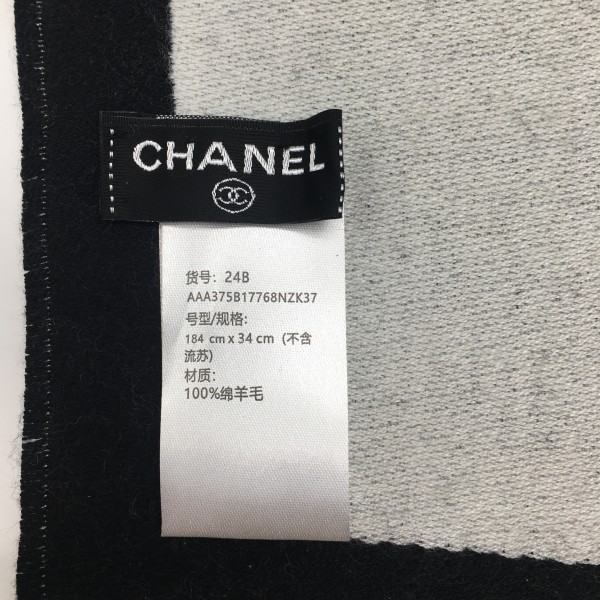 CHANEL
货号：24B
AAA375B17768NZK37
号型/规格:
184 cm x 34 cm (不含
流苏)
材质:
100%绵羊毛